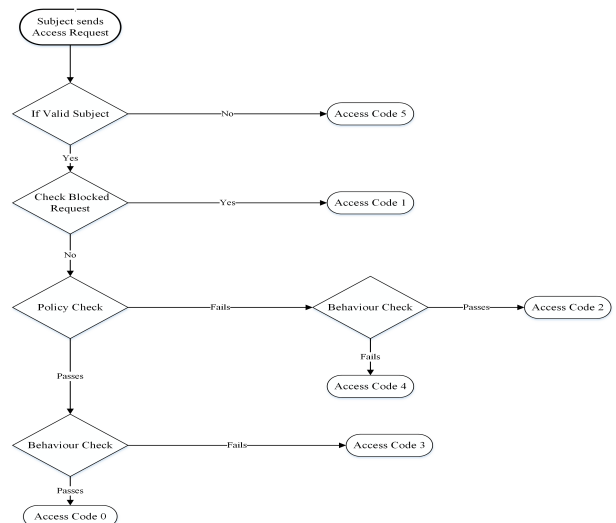 Subject sends
Access Request
If Valid Subject
No
Access Code 5
Yes
Check Blocked
Request
Yes
Access Code 1
No
Policy Check
Fails
Behaviour Check
Passes
Access Code 2
Fails
Access Code 4
Passes
Behaviour Check
Fails
Access Code 3
Passes
Access Code 0